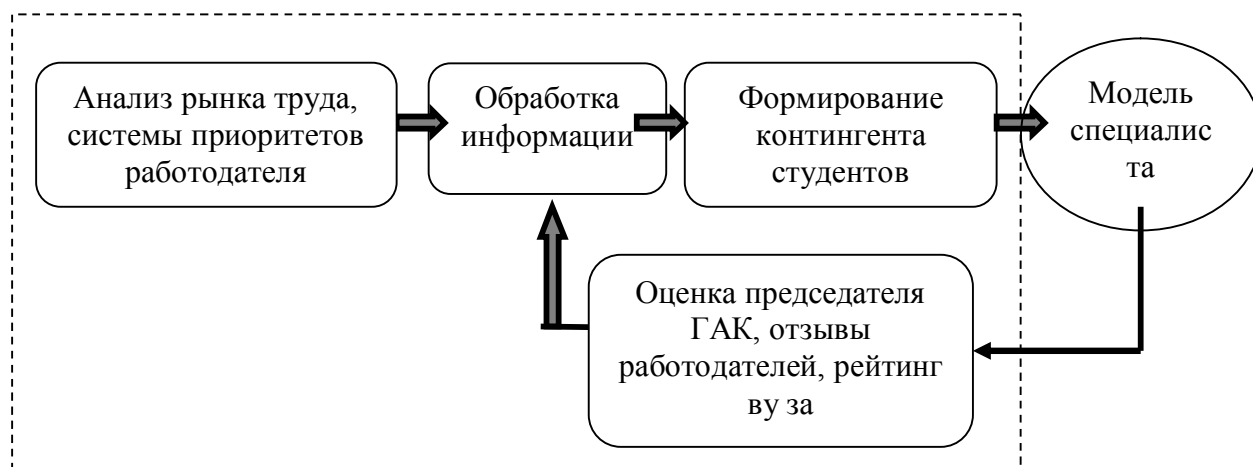 Анализ рынка труда,
системы приоритетов
работодателя
Обработка
информации
Формирование
контингента
студентов
Модель
специалис
та
Оценка председателя
ГАК, отзывы
работодателей, рейтинг
ву за